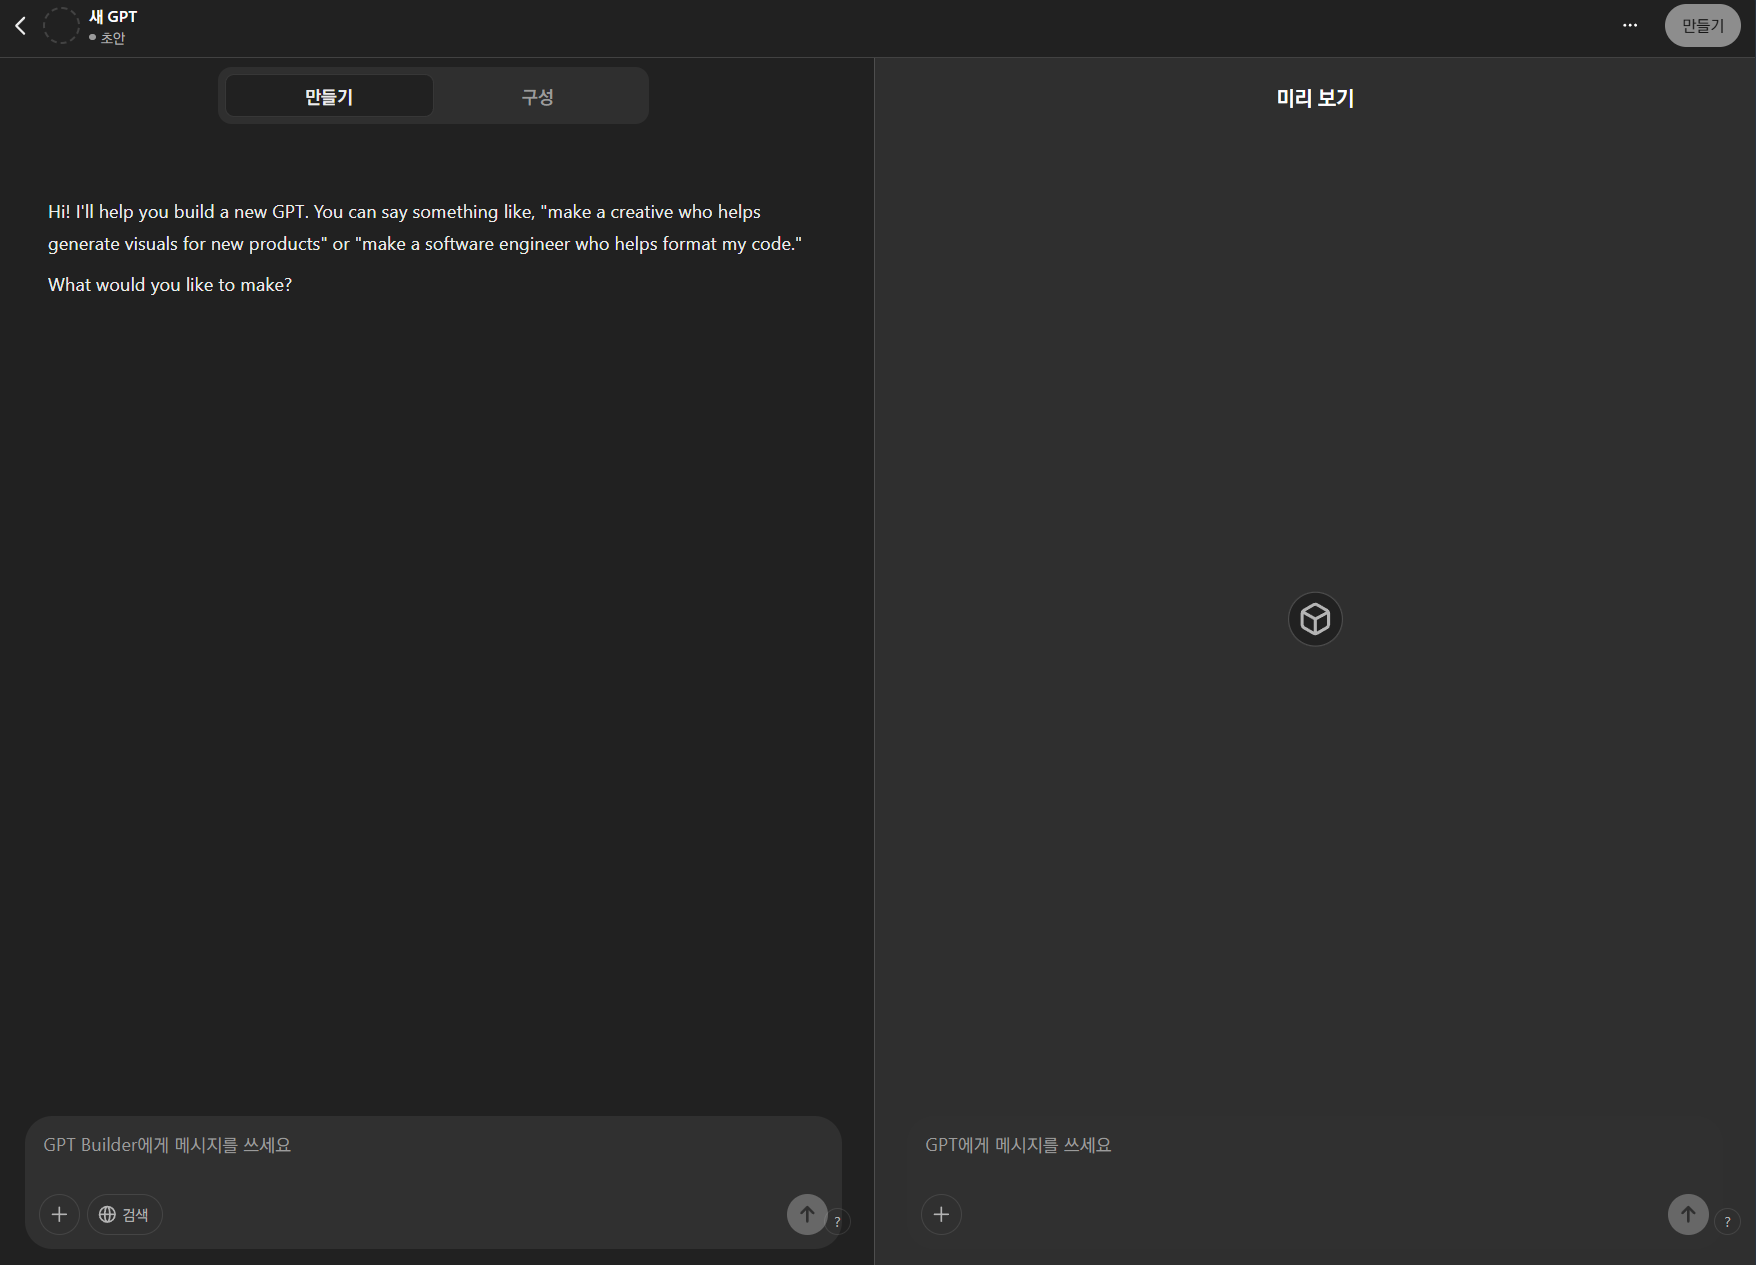 새 GPT
초안
만들기
만들기
구성
Hi! I'll help you build a new GPT. You can say something like, "make a creative who helps
generate visuals for new products" or "make a software engineer who helps format my code."
What would you like to make?
GPT Builder에게 메시지를 쓰세요
검색
?
미리 보기
GPT에게 메시지를 쓰세요
?